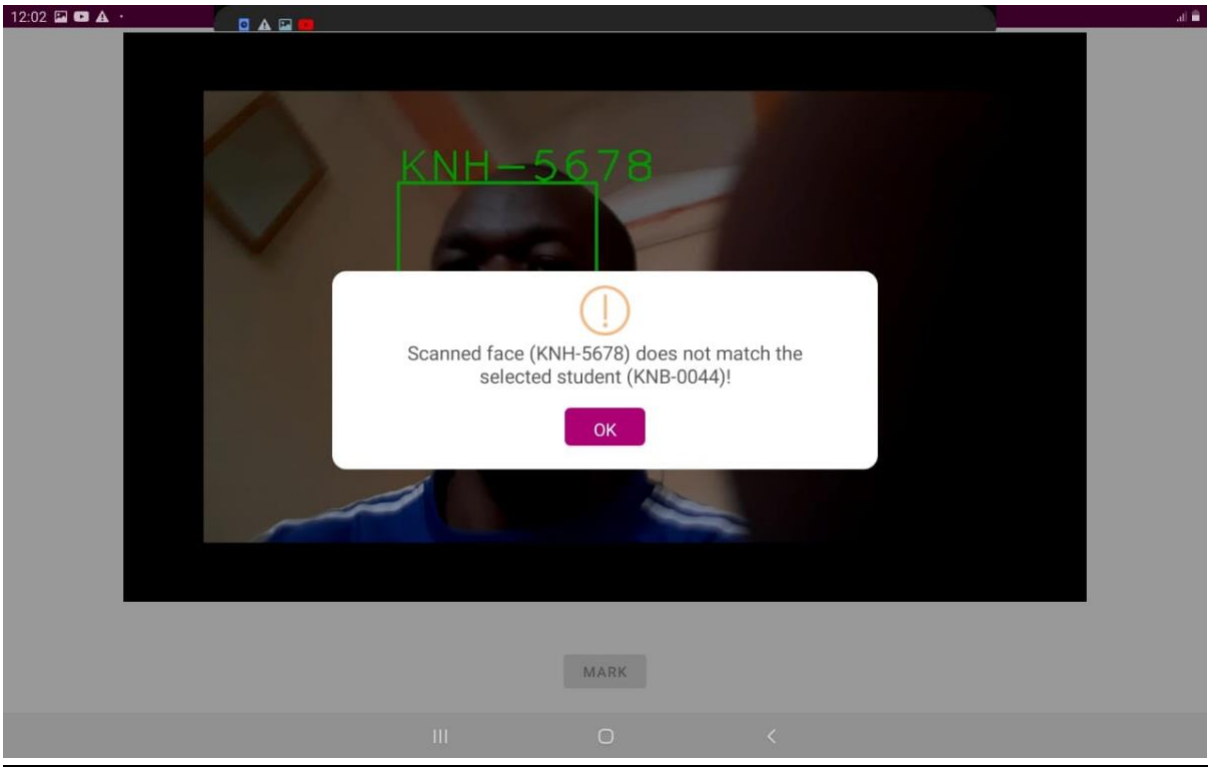 12:02
KNH-5678
Scanned face (KNH-5678) does not match the
selected student (KNB-0044)!
OK
MARK